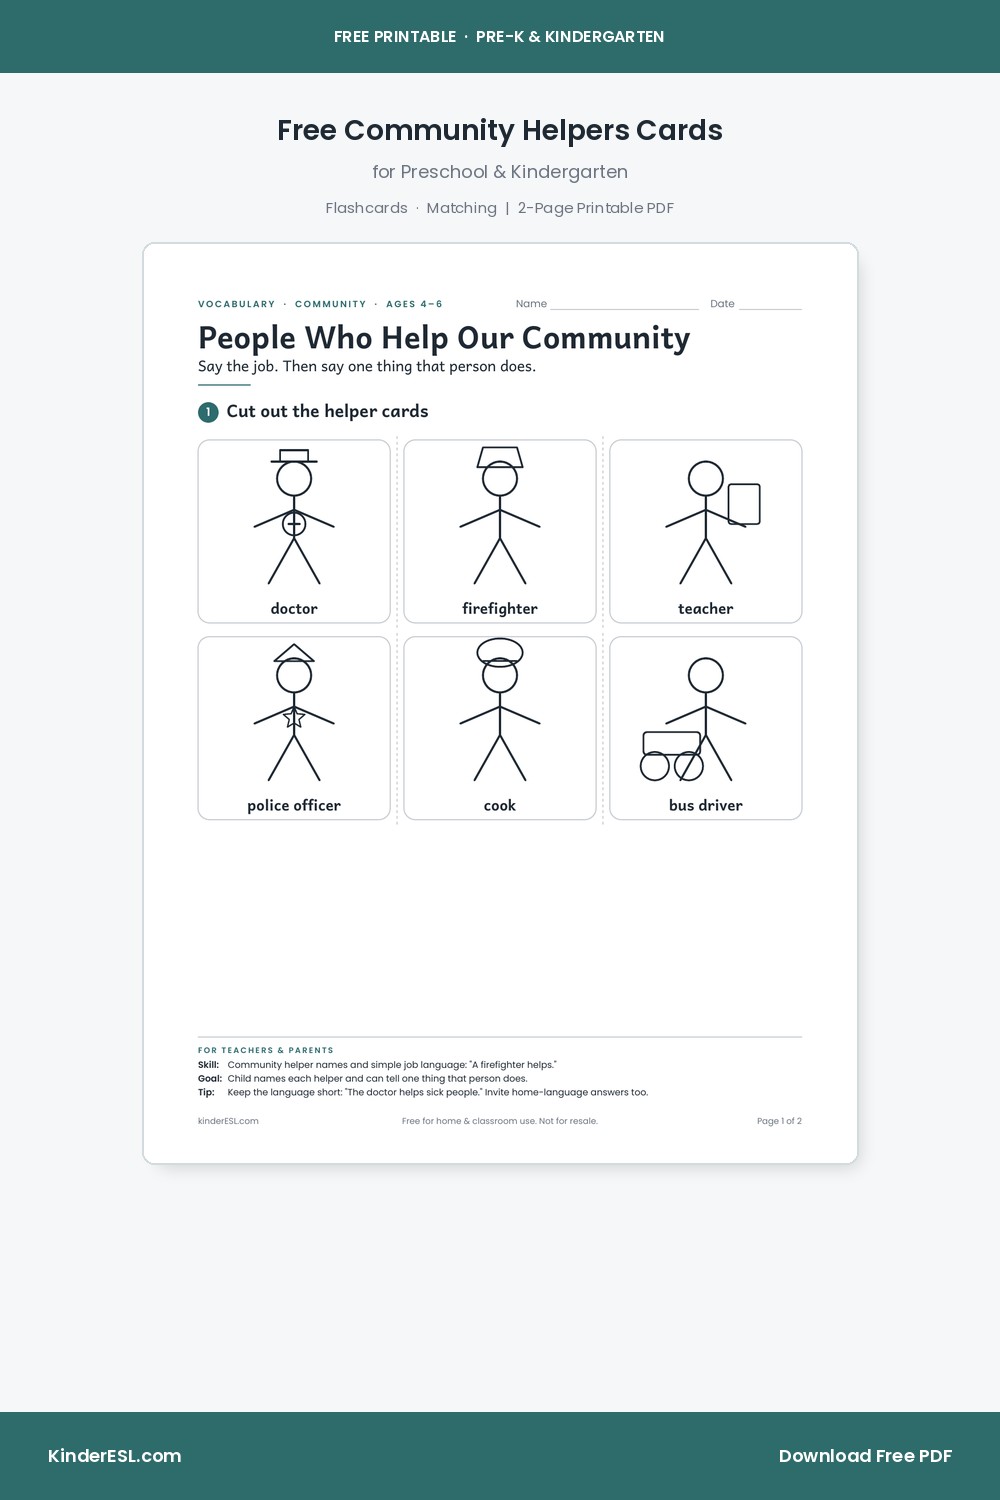 FREE PRINTABLE · PRE-K & KINDERGARTEN
Free Community Helpers Cards
for Preschool & Kindergarten
Flashcards · Matching | 2-Page Printable PDF
VOCABULARY · COMMUNITY · AGES 4–6 Name Date
People Who Help Our Community
Say the job. Then say one thing that person does.
1 Cut out the helper cards
doctor firefighter teacher
police officer cook bus driver
FOR TEACHERS & PARENTS
Skill: Community helper names and simple job language: "A firefighter helps."
Goal: Child names each helper and can tell one thing that person does.
Tip: Keep the language short: "The doctor helps sick people." Invite home-language answers too.
kinderESL.com Free for home & classroom use. Not for resale. Page 1 of 2
KinderESL.com Download Free PDF